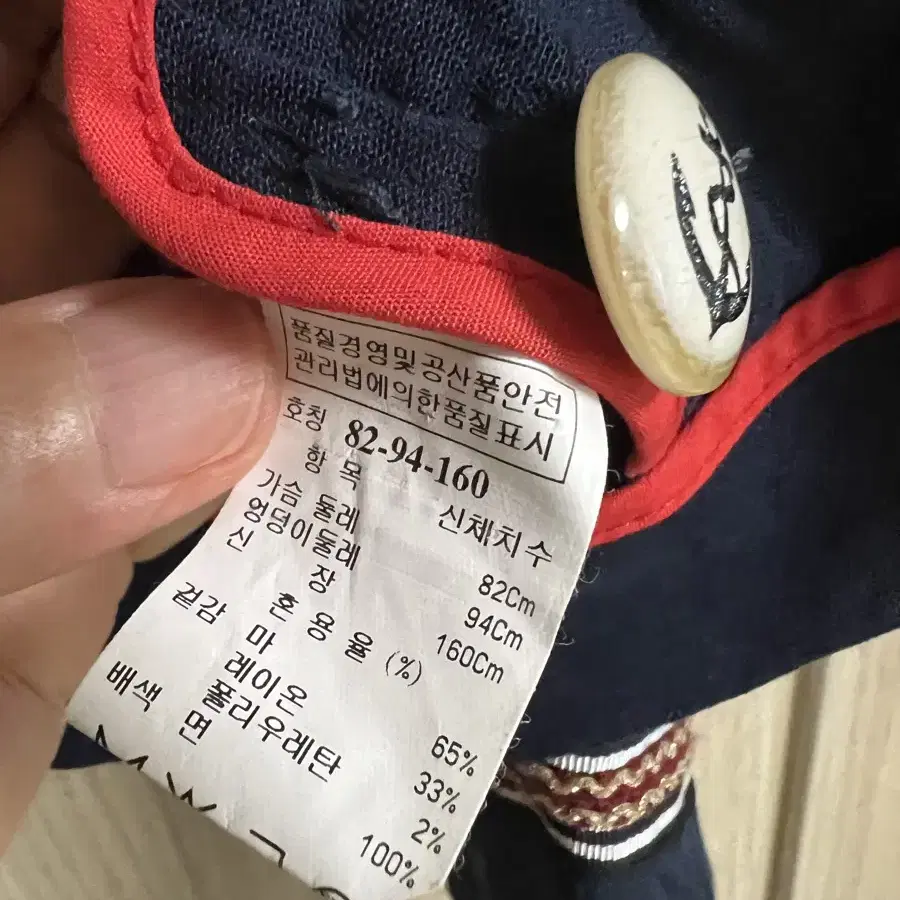 품질경영및공산품안전
관리법에의한품질표시
호칭 82-94-160
항목 신체치수
가슴둘레 82Cm
엉덩이둘레 94Cm
신장 160Cm
혼용율 (%)
겉감 마 65%
레이온 33%
폴리우레탄 2%
배색 면 100%